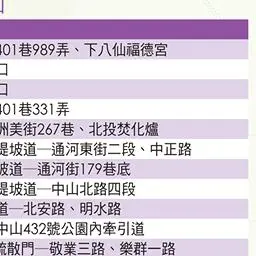 401巷989弄、下八仙福德宮
口
口
401巷331弄
洲美街267巷、北投焚化爐
堤坡道─通河東街二段、中正路
坡道─通河街179巷底
堤坡道─中山北路四段
道─北安路、明水路
中山432號公園內牽引道
疏散門─敬業三路、樂群一路